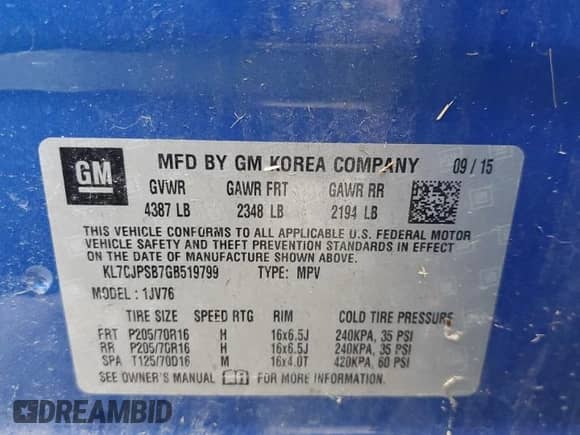 GM
MFD BY GM KOREA COMPANY 09 / 15
GVWR GAWR FRT GAWR RR
4387 LB 2348 LB 2194 LB
THIS VEHICLE CONFORMS TO ALL APPLICABLE U.S. FEDERAL MOTOR
VEHICLE SAFETY AND THEFT PREVENTION STANDARDS IN EFFECT
ON THE DATE OF MANUFACTURE SHOWN ABOVE.
KL7CJPSB7GB519799 TYPE: MPV
MODEL : 1JV76
TIRE SIZE SPEED RTG RIM COLD TIRE PRESSURE
FRT P205/70R16 H 16x6.5J 240KPA, 35 PSI
RR P205/70R16 H 16x6.5J 240KPA, 35 PSI
SPA T125/70D16 M 16x4.0T 420KPA, 60 PSI
SEE OWNER'S MANUAL FOR MORE INFORMATION.
DREAMBID